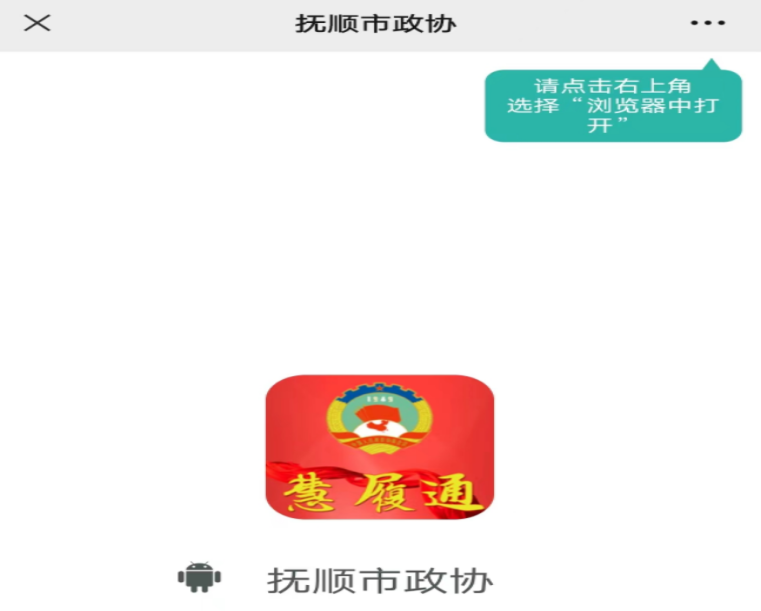 抚顺市政协
请点击右上角
选择“浏览器中打
开”
慧履通
抚顺市政协